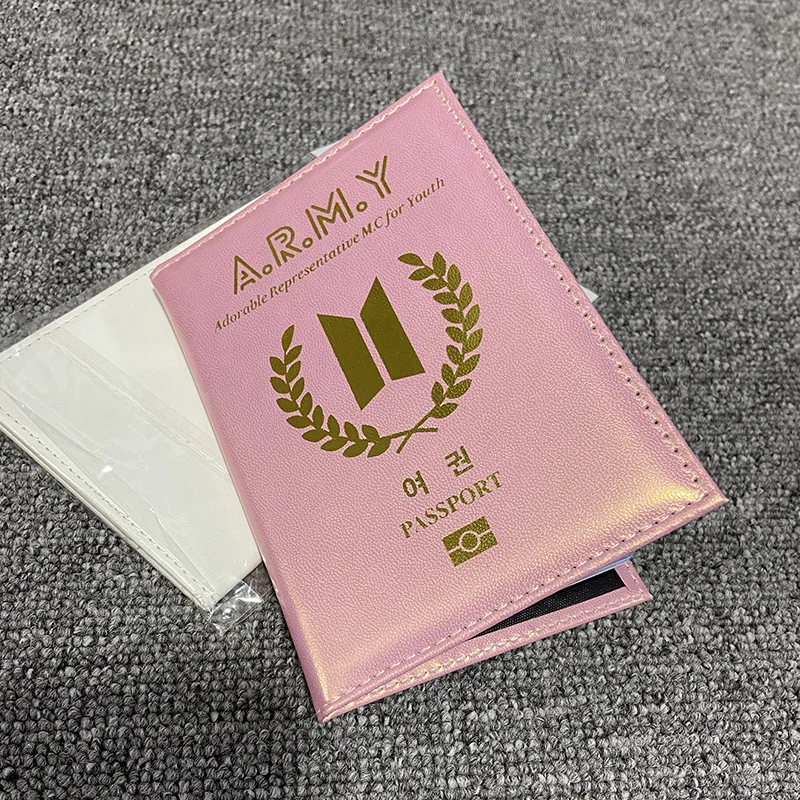 A.R.M.Y
Adorable Representative M.C for Youth
여 권
PASSPORT